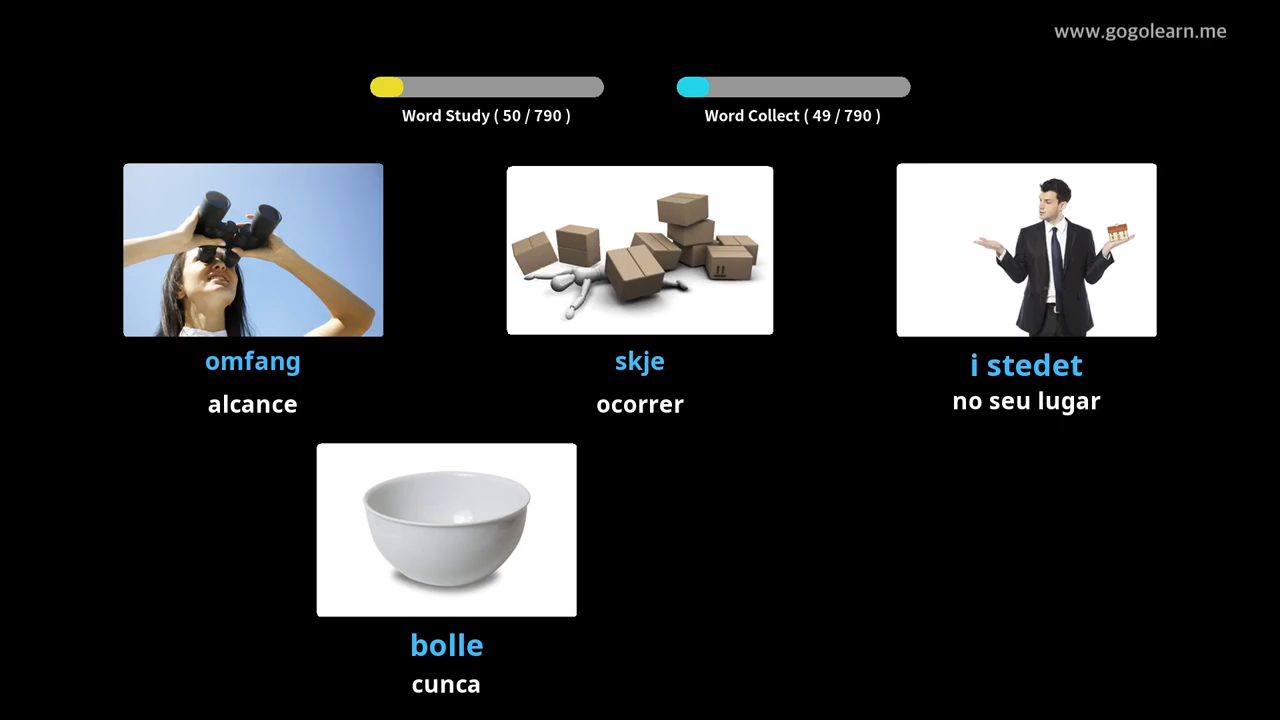 www.gogolearn.me
Word Study ( 50 / 790 )
Word Collect ( 49 / 790 )
omfang
alcance
skje
ocorrer
i stedet
no seu lugar
bolle
cunca